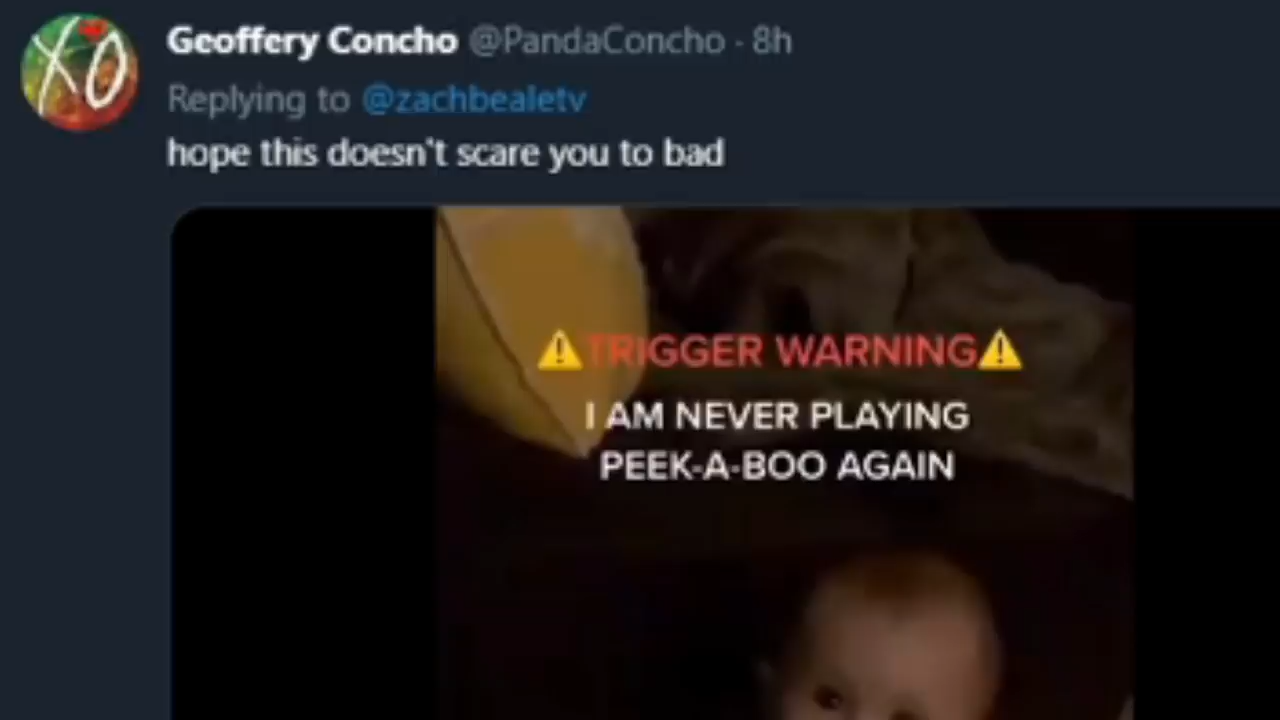 XO
Geoffery Concho @PandaConcho · 8h
Replying to @zachbealetv
hope this doesn't scare you to bad
⚠️TRIGGER WARNING⚠️
I AM NEVER PLAYING
PEEK-A-BOO AGAIN